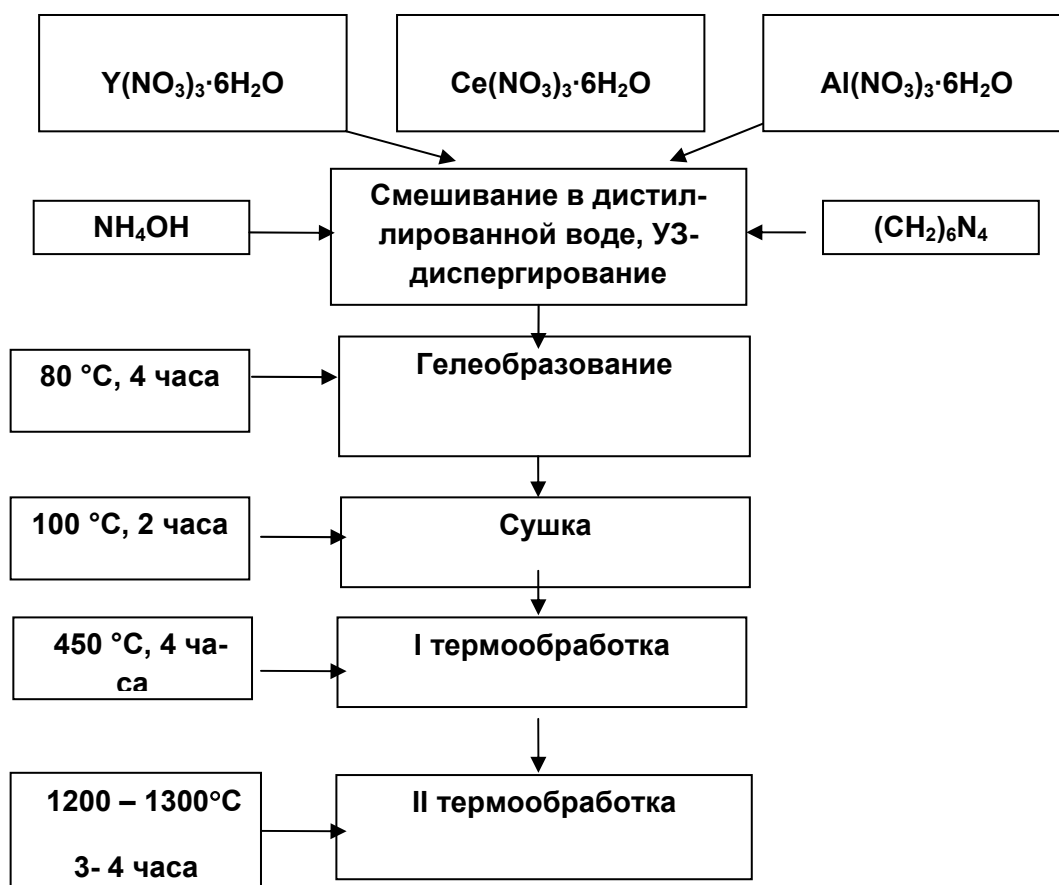 Y(NO₃)₃·6H₂O
Ce(NO₃)₃·6H₂O
Al(NO₃)₃·6H₂O
NH₄OH
Смешивание в дистил-
лированной воде, УЗ-
диспергирование
(CH₂)₆N₄
80 °C, 4 часа
Гелеобразование
100 °C, 2 часа
Сушка
450 °C, 4 ча-
са
I термообработка
1200 – 1300°C
3- 4 часа
II термообработка